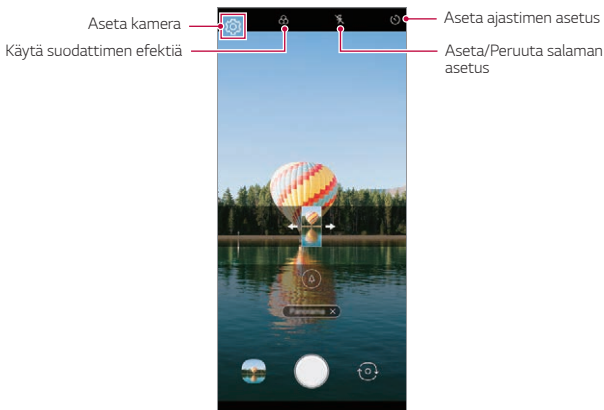 Aseta kamera
Käytä suodattimen efektiä
Aseta ajastimen asetus
Aseta/Peruuta salaman
asetus
Panorama